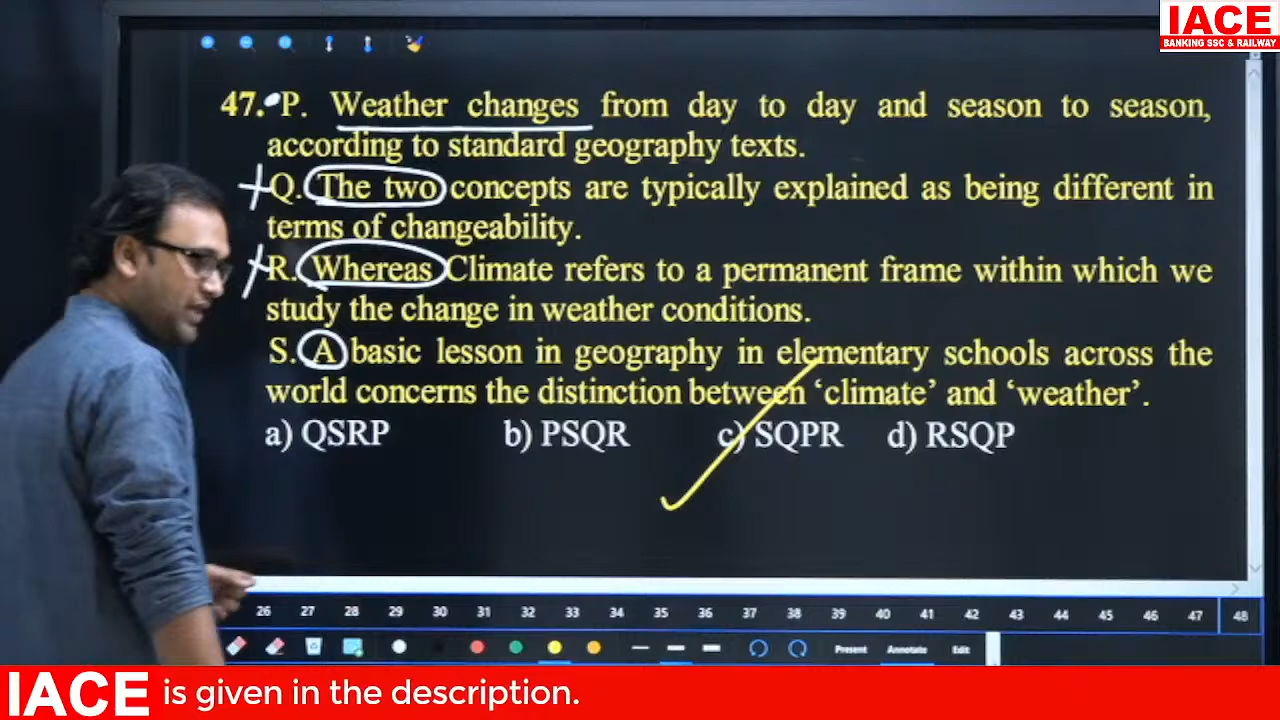 IACE
BANKING SSC & RAILWAY
47. P. Weather changes from day to day and season to season,
according to standard geography texts.
Q. The two concepts are typically explained as being different in
terms of changeability.
R. Whereas Climate refers to a permanent frame within which we
study the change in weather conditions.
S. A basic lesson in geography in elementary schools across the
world concerns the distinction between ‘climate’ and ‘weather’.
a) QSRP b) PSQR c) SQPR d) RSQP
26 27 28 29 30 31 32 33 34 35 36 37 38 39 40 41 42 43 44 45 46 47 48
Present Annotate Edit
IACE is given in the description.